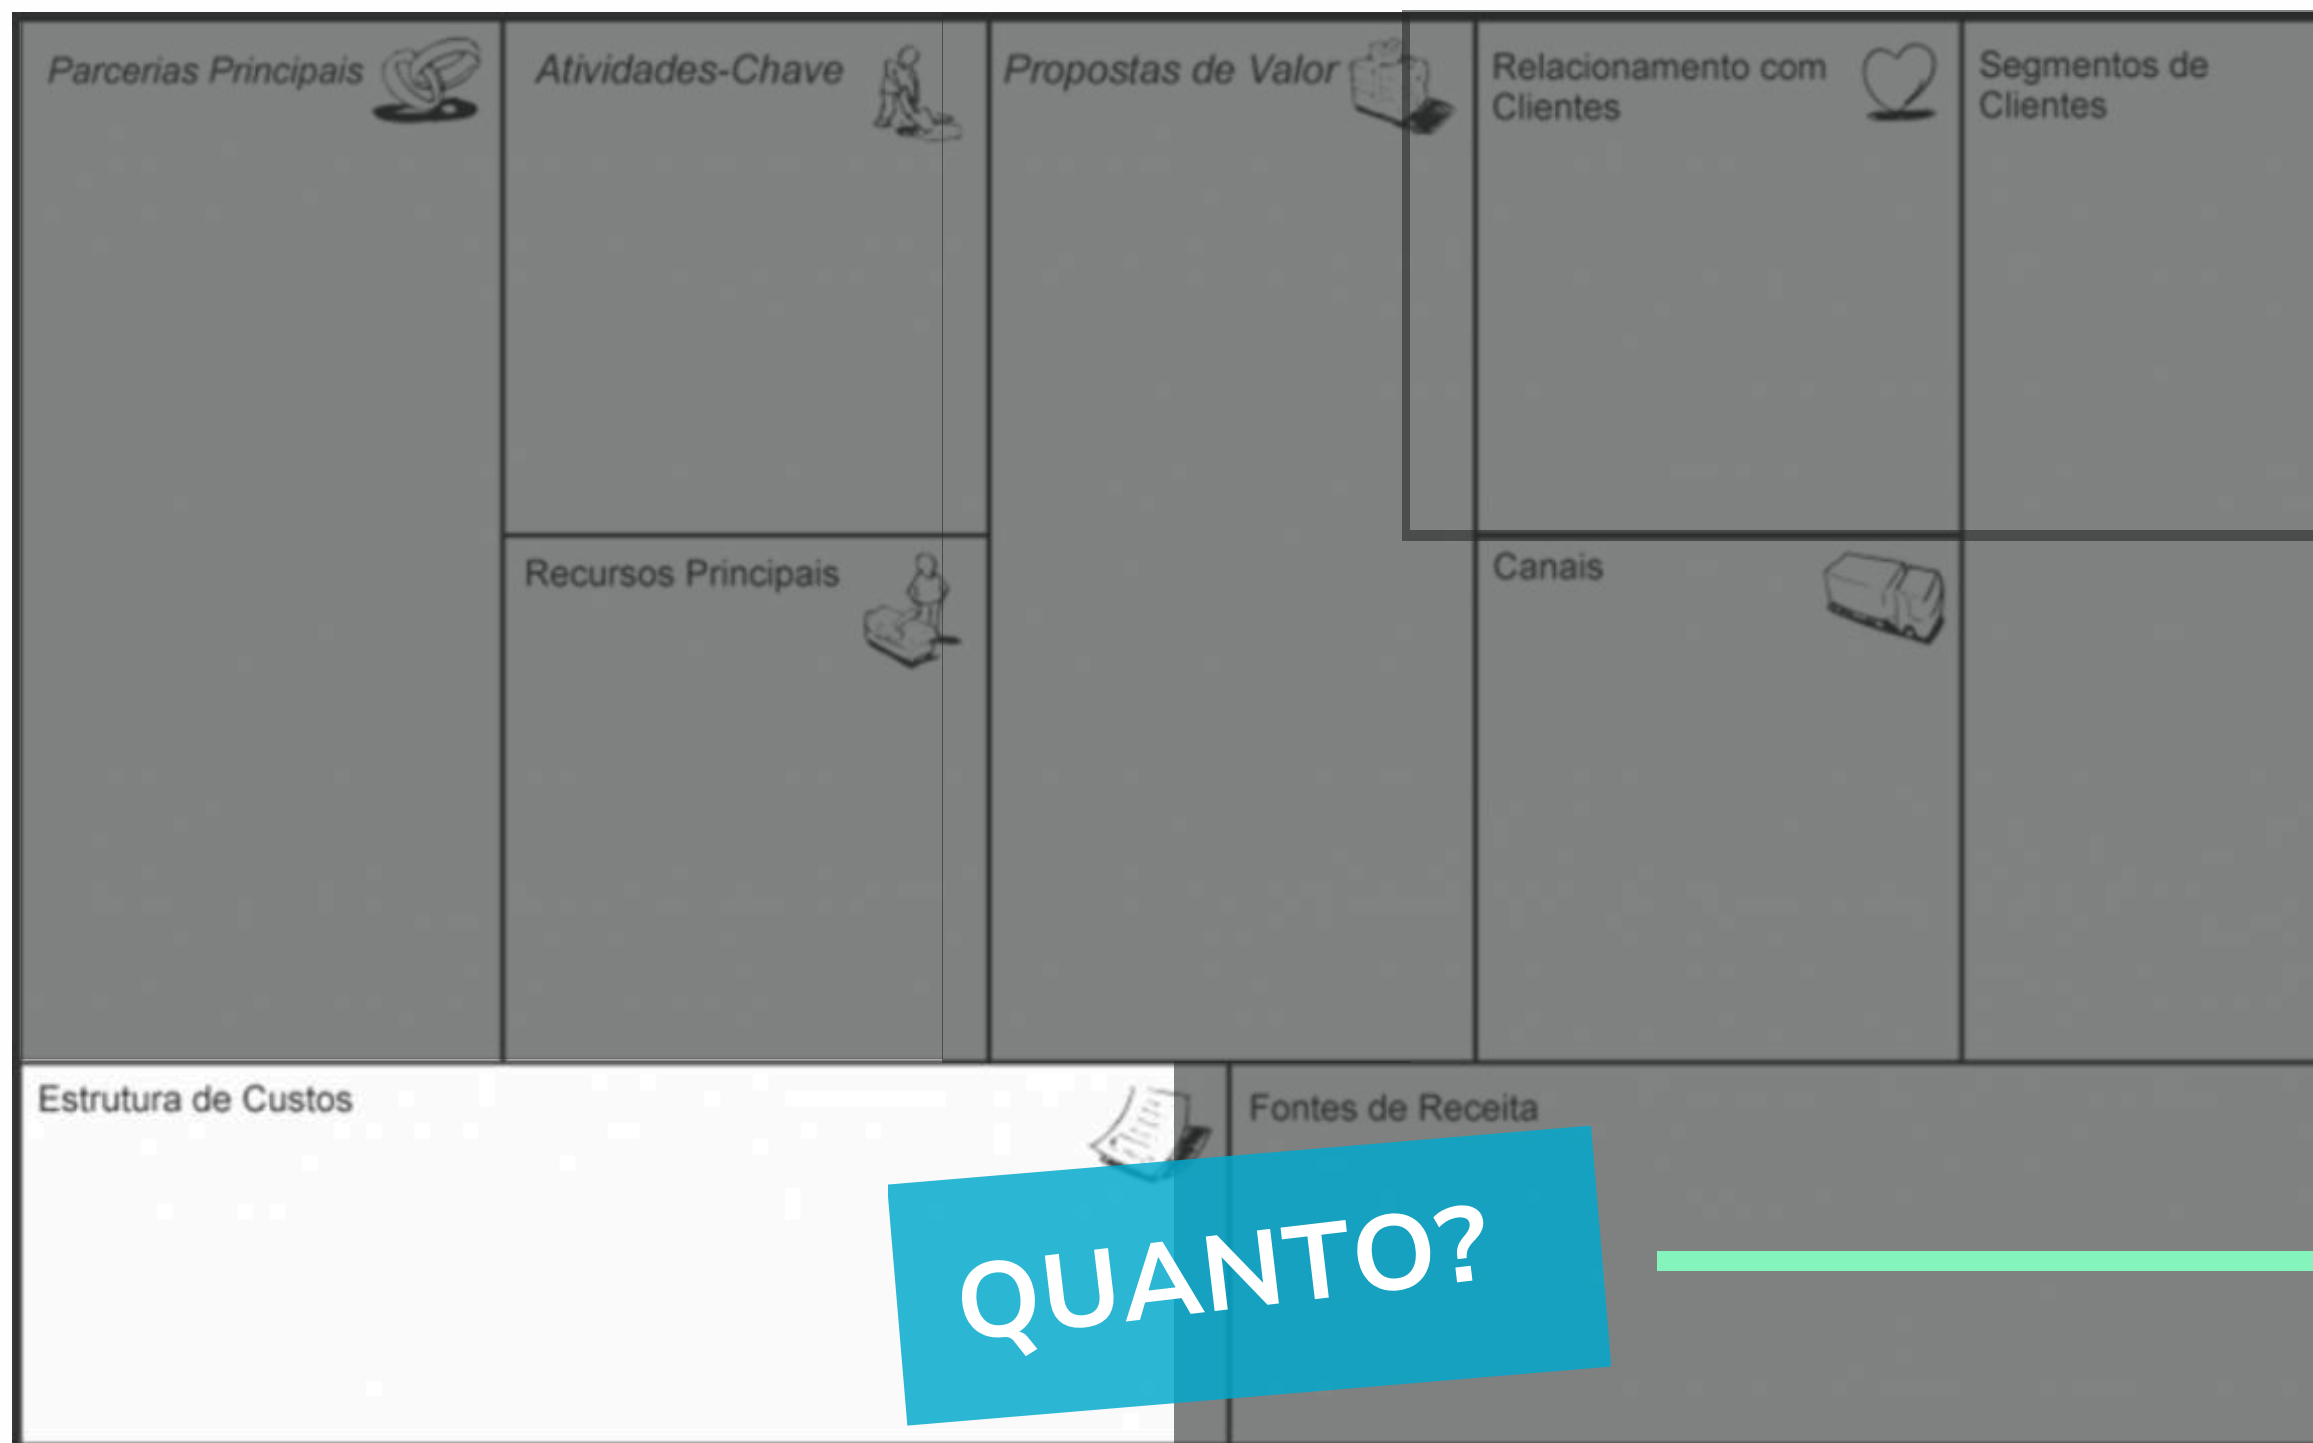 Parcerias Principais
Atividades-Chave
Propostas de Valor
Relacionamento com
Clientes
Segmentos de
Clientes
Recursos Principais
Canais
Estrutura de Custos
Fontes de Receita
QUANTO?